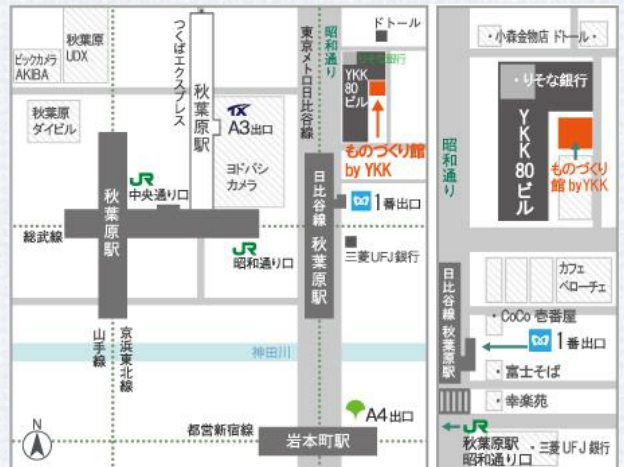 ビックカメラ
AKIBA
秋葉原
UDX
つくばエクスプレス
秋葉原駅
東京メトロ日比谷線
昭和通り
ドトール
りそな銀行
YKK
80
ビル
ものづくり館
by YKK
秋葉原
ダイビル
TX
A3出口
ヨドバシ
カメラ
JR
中央通り口
秋葉原駅
総武線
JR
昭和通り口
日比谷線 秋葉原駅
1番出口
三菱UFJ銀行
山手線
京浜東北線
神田川
N
都営新宿線
岩本町駅
A4出口
・小森金物店 ドトール・
・りそな銀行
YKK80ビル
昭和通り
ものづくり
館 byYKK
カフェ
ベローチェ
・CoCo 壱番屋
日比谷線 秋葉原駅
1番出口
・富士そば
・幸楽苑
JR
秋葉原駅
昭和通り口
・三菱UFJ銀行